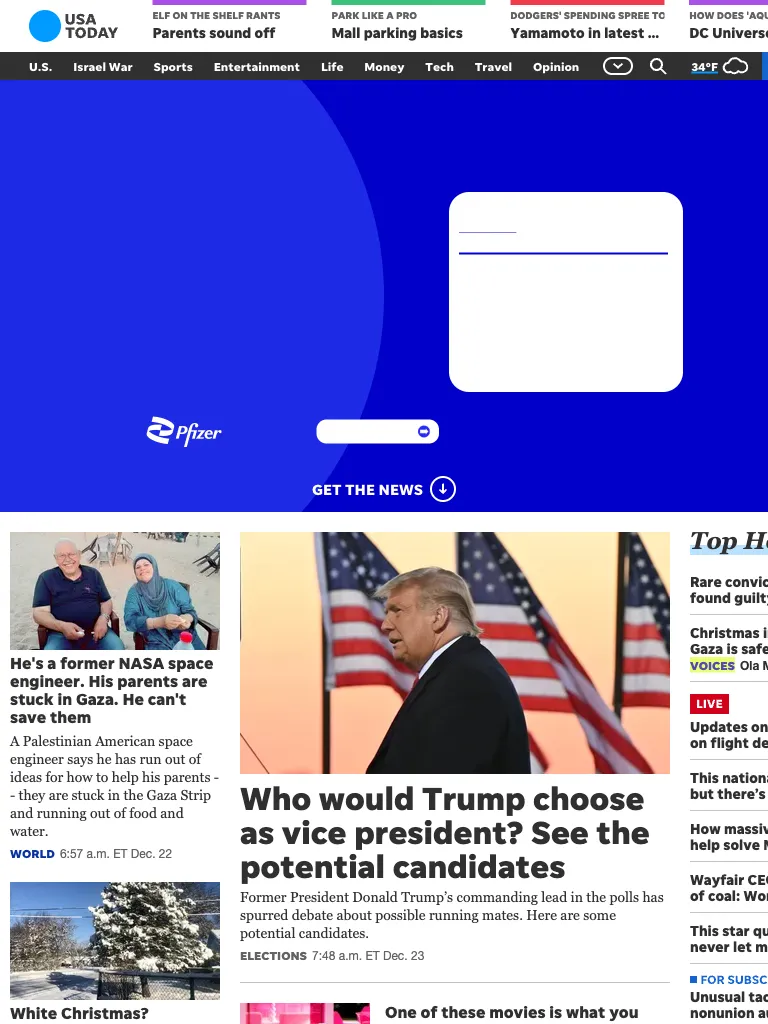 USA
TODAY
ELF ON THE SHELF RANTS
Parents sound off
PARK LIKE A PRO
Mall parking basics
DODGERS' SPENDING SPREE TO
Yamamoto in latest ...
HOW DOES 'AQU
DC Universe
U.S. Israel War Sports Entertainment Life Money Tech Travel Opinion 34°F
Pfizer
GET THE NEWS
He's a former NASA space
engineer. His parents are
stuck in Gaza. He can't
save them
A Palestinian American space
engineer says he has run out of
ideas for how to help his parents -
- they are stuck in the Gaza Strip
and running out of food and
water.
WORLD 6:57 a.m. ET Dec. 22
White Christmas?
Who would Trump choose
as vice president? See the
potential candidates
Former President Donald Trump’s commanding lead in the polls has
spurred debate about possible running mates. Here are some
potential candidates.
ELECTIONS 7:48 a.m. ET Dec. 23
One of these movies is what you
Top He
Rare convic
found guilty
Christmas i
Gaza is safe
VOICES Ola M
LIVE
Updates on
on flight de
This nationa
but there’s
How massiv
help solve M
Wayfair CEO
of coal: Wor
This star qu
never let m
FOR SUBSC
Unusual tac
nonunion au